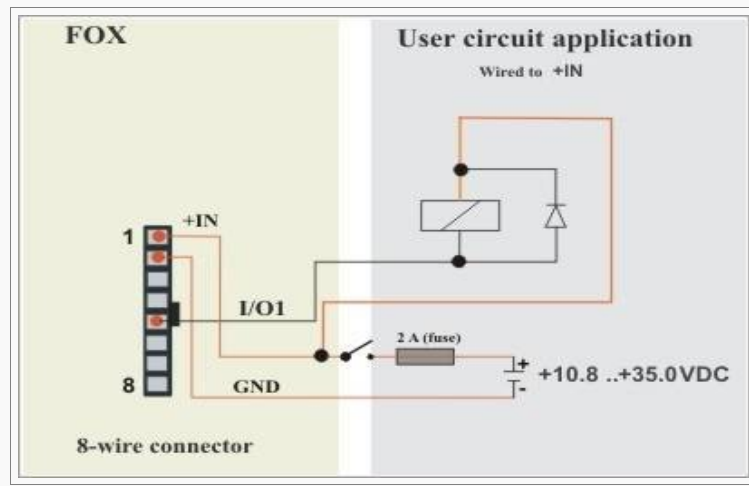 FOX
User circuit application
Wired to +IN
1
+IN
I/O1
2 A (fuse)
+
-
+10.8 ..+35.0VDC
8
GND
8-wire connector